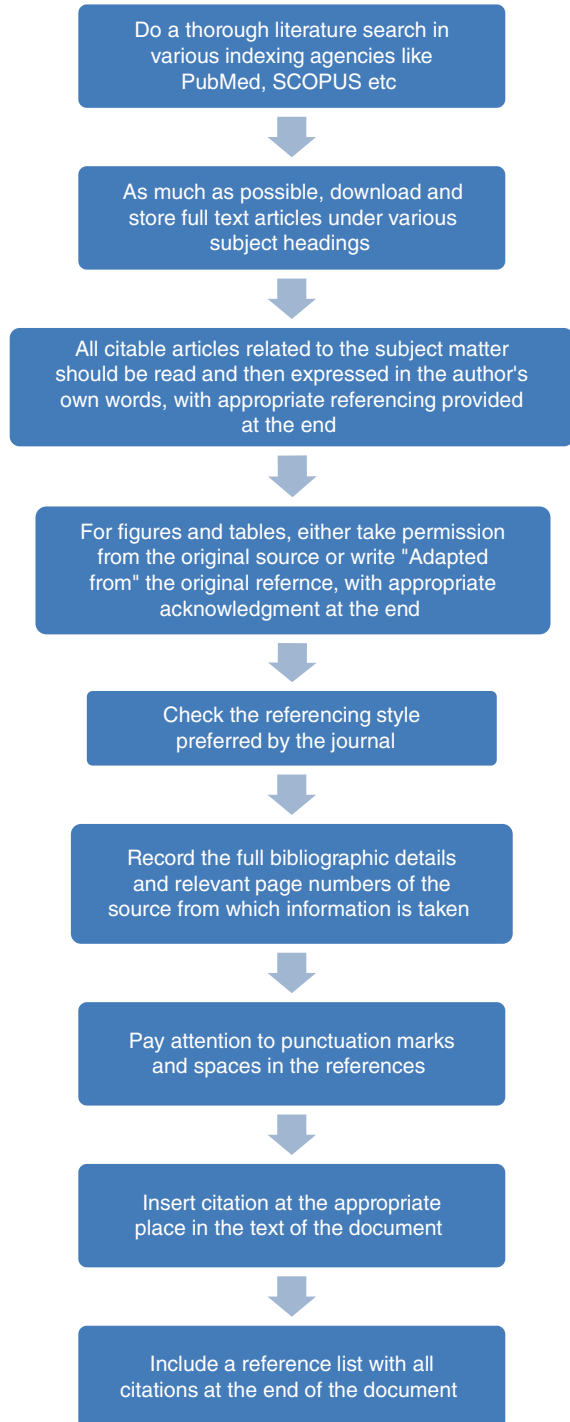 Do a thorough literature search in
various indexing agencies like
PubMed, SCOPUS etc
As much as possible, download and
store full text articles under various
subject headings
All citable articles related to the subject matter
should be read and then expressed in the author's
own words, with appropriate referencing provided
at the end
For figures and tables, either take permission
from the original source or write "Adapted
from" the original refernce, with appropriate
acknowledgment at the end
Check the referencing style
preferred by the journal
Record the full bibliographic details
and relevant page numbers of the
source from which information is taken
Pay attention to punctuation marks
and spaces in the references
Insert citation at the appropriate
place in the text of the document
Include a reference list with all
citations at the end of the document